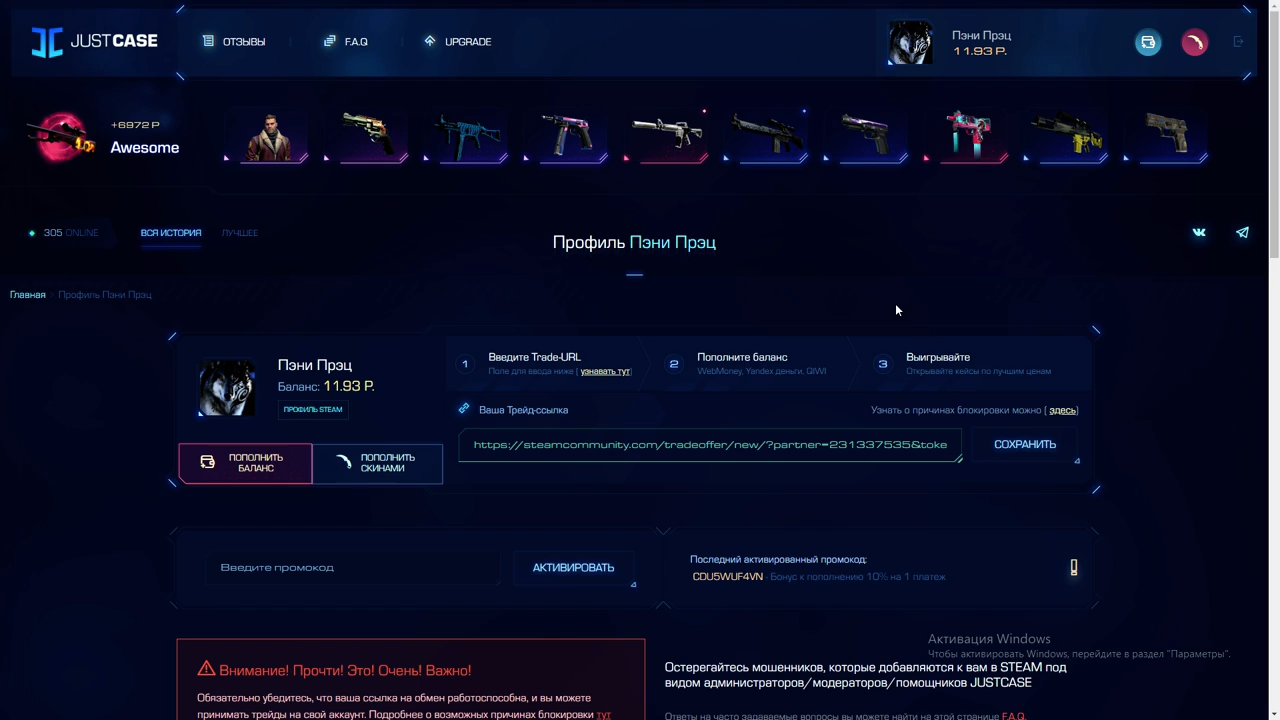 JUSTCASE
ОТЗЫВЫ
F.A.Q
UPGRADE
Пэни Прэц
11.93 Р.
+6972 Р
Awesome
305 ONLINE
ВСЯ ИСТОРИЯ
ЛУЧШЕЕ
Профиль Пэни Прэц
Главная
Профиль Пэни Прэц
Пэни Прэц
Баланс: 11.93 Р.
ПРОФИЛЬ STEAM
ПОПОЛНИТЬ
БАЛАНС
ПОПОЛНИТЬ
СКИНАМИ
1
Введите Trade-URL
Поле для ввода ниже [ узнавать тут]
2
Пополните баланс
WebMoney, Yandex деньги, QIWI
3
Выигрывайте
Открывайте кейсы по лучшим ценам
Ваша Трейд-ссылка
Узнать о причинах блокировки можно [ здесь]
https://steamcommunity.com/tradeoffer/new/?partner=231337535&toke
СОХРАНИТЬ
Введите промокод
АКТИВИРОВАТЬ
Последний активированный промокод:
CDU5WUF4VN - Бонус к пополнению 10% на 1 платеж
Внимание! Прочти! Это! Очень! Важно!
Обязательно убедитесь, что ваша ссылка на обмен работоспособна, и вы можете
принимать трейды на свой аккаунт. Подробнее о возможных причинах блокировки тут
Активация Windows
Чтобы активировать Windows, перейдите в раздел "Параметры".
Остерегайтесь мошенников, которые добавляются к вам в STEAM под
видом администраторов/модераторов/помощников JUSTCASE
Ответы на часто задаваемые вопросы вы можете найти на этой странице F.A.Q.